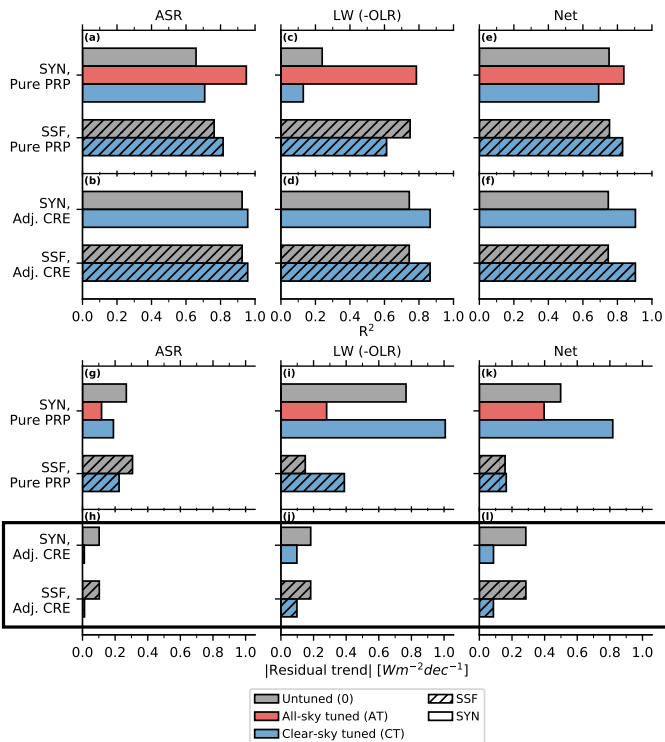 ASR LW (-OLR) Net
(a) (c) (e)
SYN,
Pure PRP
SSF,
Pure PRP
(b) (d) (f)
SYN,
Adj. CRE
SSF,
Adj. CRE
0.0 0.2 0.4 0.6 0.8 1.0 0.0 0.2 0.4 0.6 0.8 1.0 0.0 0.2 0.4 0.6 0.8 1.0
R²
ASR LW (-OLR) Net
(g) (i) (k)
SYN,
Pure PRP
SSF,
Pure PRP
(h) (j) (l)
SYN,
Adj. CRE
SSF,
Adj. CRE
0.0 0.2 0.4 0.6 0.8 1.0 0.0 0.2 0.4 0.6 0.8 1.0 0.0 0.2 0.4 0.6 0.8 1.0
|Residual trend| [Wm⁻²dec⁻¹]
Untuned (0) SSF
All-sky tuned (AT) SYN
Clear-sky tuned (CT)